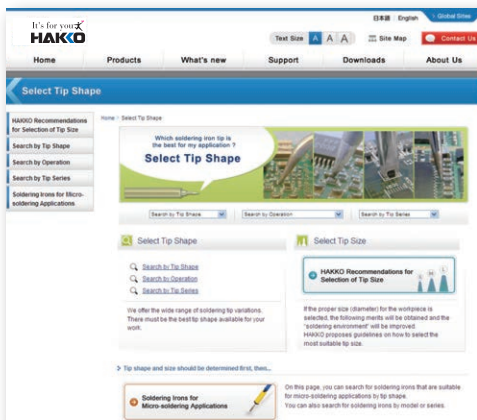 日本語 | English
Global Sites
It's for you
HAKKO
Text Size A A A
Site Map
Contact Us
Home Products What's new Support Downloads About Us
Select Tip Shape
HAKKO Recommendations
for Selection of Tip Size
Search by Tip Shape
Search by Operation
Search by Tip Series
Soldering Irons for Micro-
soldering Applications
Home > Select Tip Shape
Which soldering iron tip is
the best for my application ?
Select Tip Shape
Search by Tip Shape
Search by Operation
Search by Tip Series
Select Tip Shape
Search by Tip Shape
Search by Operation
Search by Tip Series
We offer the wide range of soldering tip variations.
There must be the best tip shape available for your
work.
Select Tip Size
HAKKO Recommendations for
Selection of Tip Size
If the proper size (diameter) for the workpiece is
selected, the following merits will be obtained and the
"soldering environment" will be improved.
HAKKO proposes guidelines on how to select the
most suitable tip size.
Tip shape and size should be determined first, then...
Soldering Irons for
Micro-soldering Applications
On this page, you can search for soldering irons that are suitable
for micro-soldering applications by tip shape.
You can also search for soldering irons by model or series.